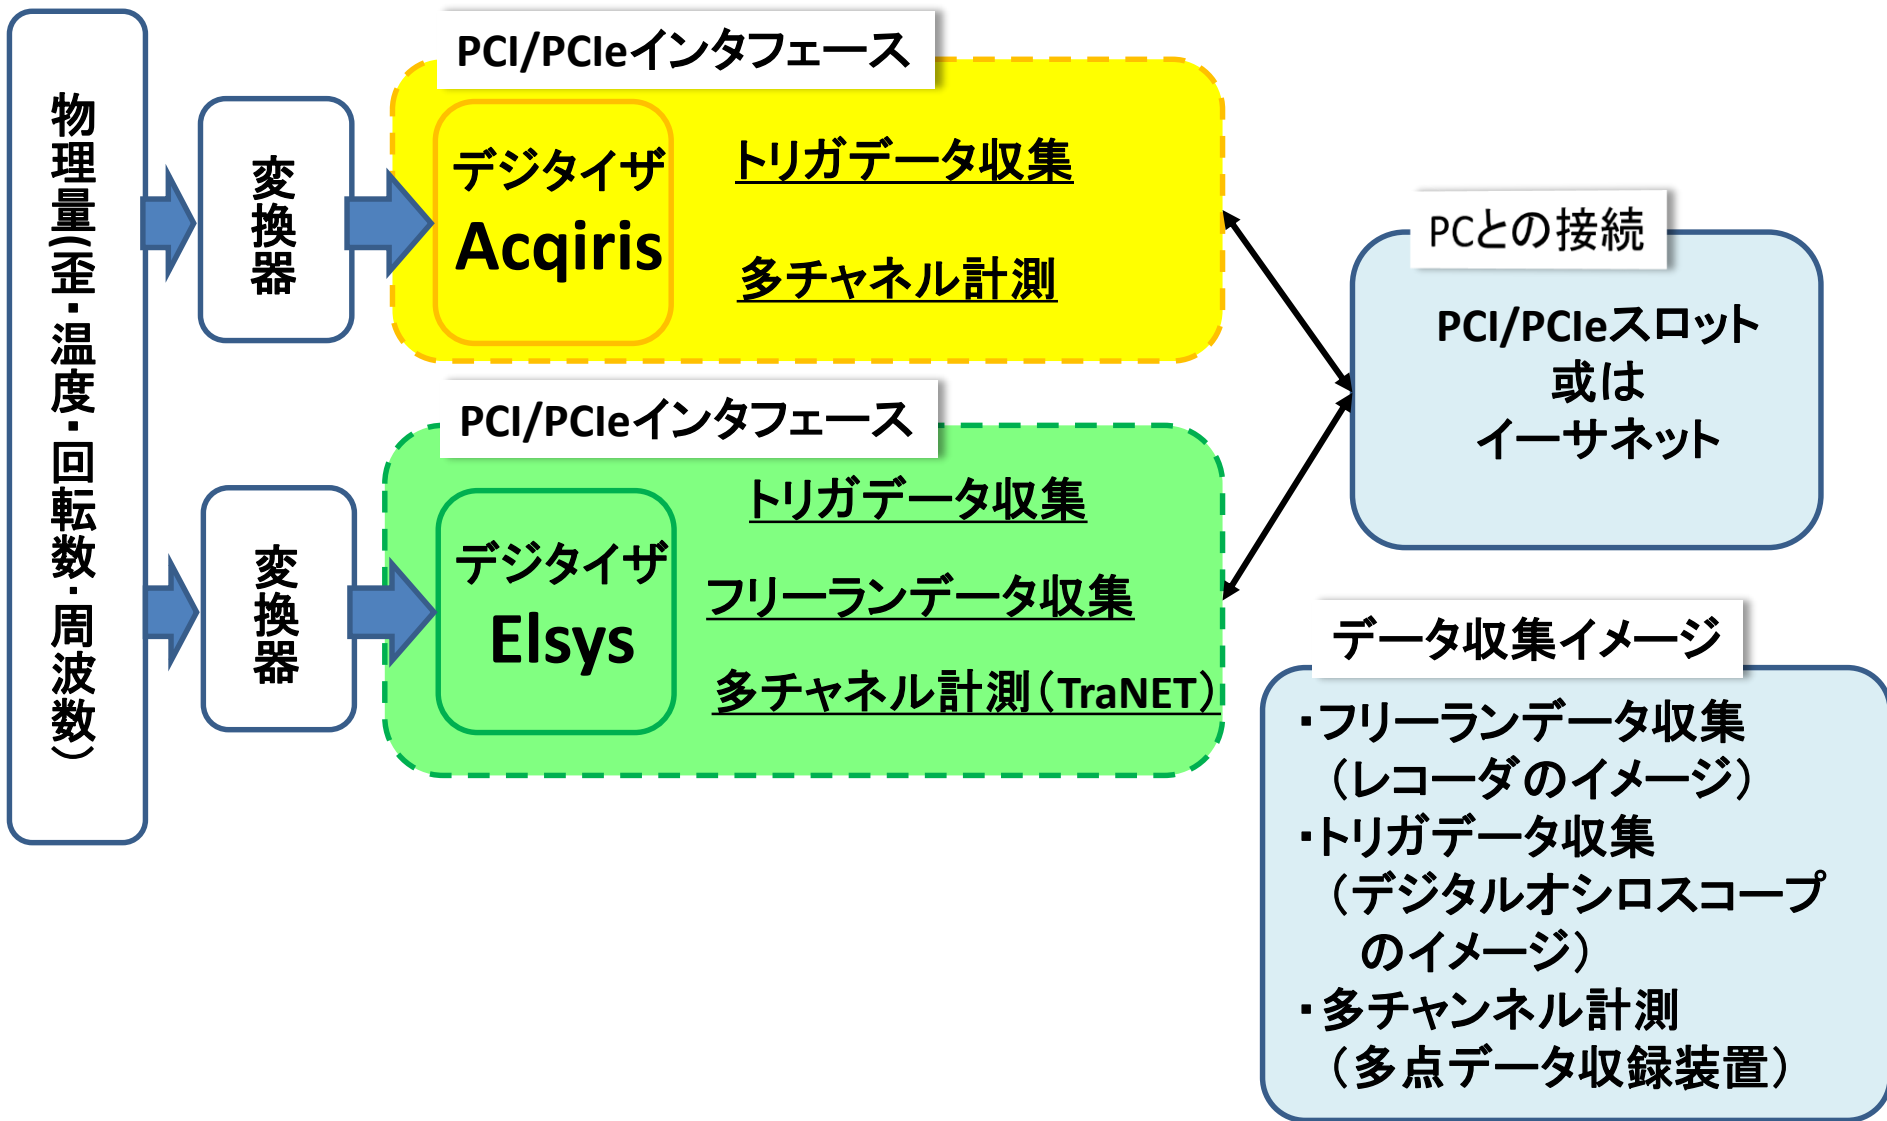 物理量(歪・温度・回転数・周波数）
変換器
PCI/PCIeインタフェース
デジタイザ
Acqiris
トリガデータ収集
多チャネル計測
変換器
PCI/PCIeインタフェース
デジタイザ
Elsys
トリガデータ収集
フリーランデータ収集
多チャネル計測（TraNET）
PCとの接続
PCI/PCIeスロット
或は
イーサネット
データ収集イメージ
・フリーランデータ収集
（レコーダのイメージ）
・トリガデータ収集
（デジタルオシロスコープ
のイメージ）
・多チャンネル計測
（多点データ収録装置）